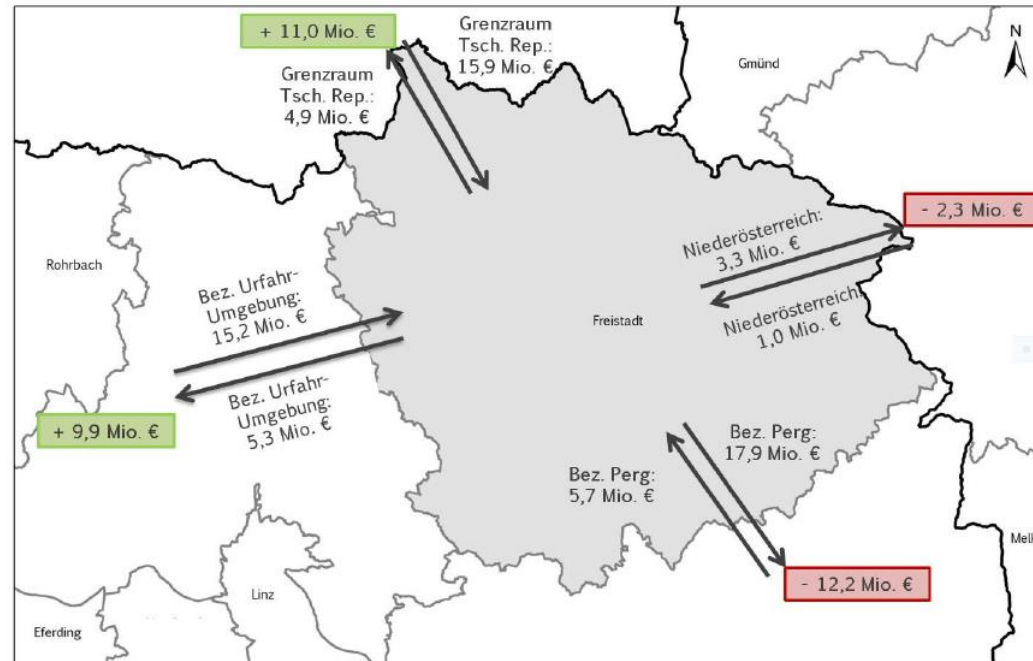 + 11,0 Mio. €
Grenzraum
Tsch. Rep.:
15,9 Mio. €
Grenzraum
Tsch. Rep.:
4,9 Mio. €
Gmünd
N
- 2,3 Mio. €
Rohrbach
Niederösterreich:
3,3 Mio. €
Niederösterreich:
1,0 Mio. €
Bez. Urfahr-
Umgebung:
15,2 Mio. €
Freistadt
Bez. Urfahr-
Umgebung:
5,3 Mio. €
+ 9,9 Mio. €
Bez. Perg:
17,9 Mio. €
Bez. Perg:
5,7 Mio. €
Melk
- 12,2 Mio. €
Linz
Eferding